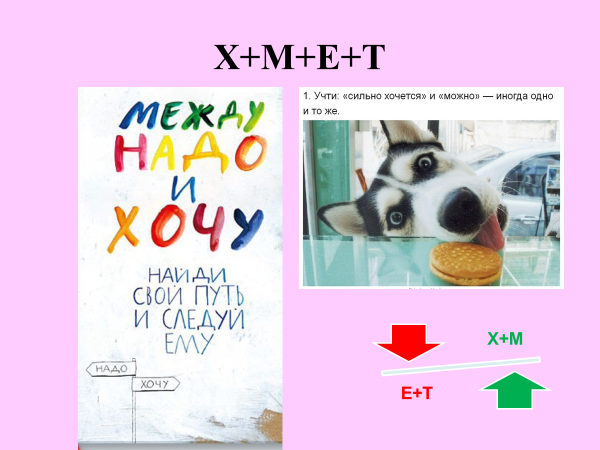 Х+М+Е+Т
МЕЖДУ
НАДО
И
ХОЧУ
НАЙДИ
СВОЙ ПУТЬ
И СЛЕДУЙ
ЕМУ
НАДО
ХОЧУ
1. Учти: «сильно хочется» и «можно» — иногда одно
и то же.
Х+М
Е+Т